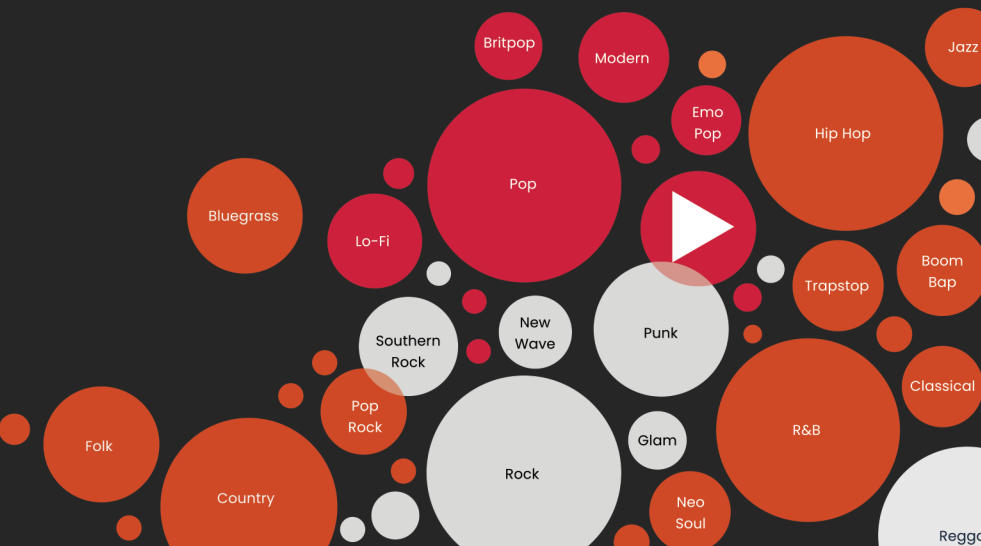 Britpop
Modern
Jazz
Emo
Pop
Hip Hop
Pop
Bluegrass
Lo-Fi
Boom
Bap
Trapstop
New
Wave
Punk
Southern
Rock
Classical
Pop
Rock
R&B
Glam
Folk
Rock
Country
Neo
Soul